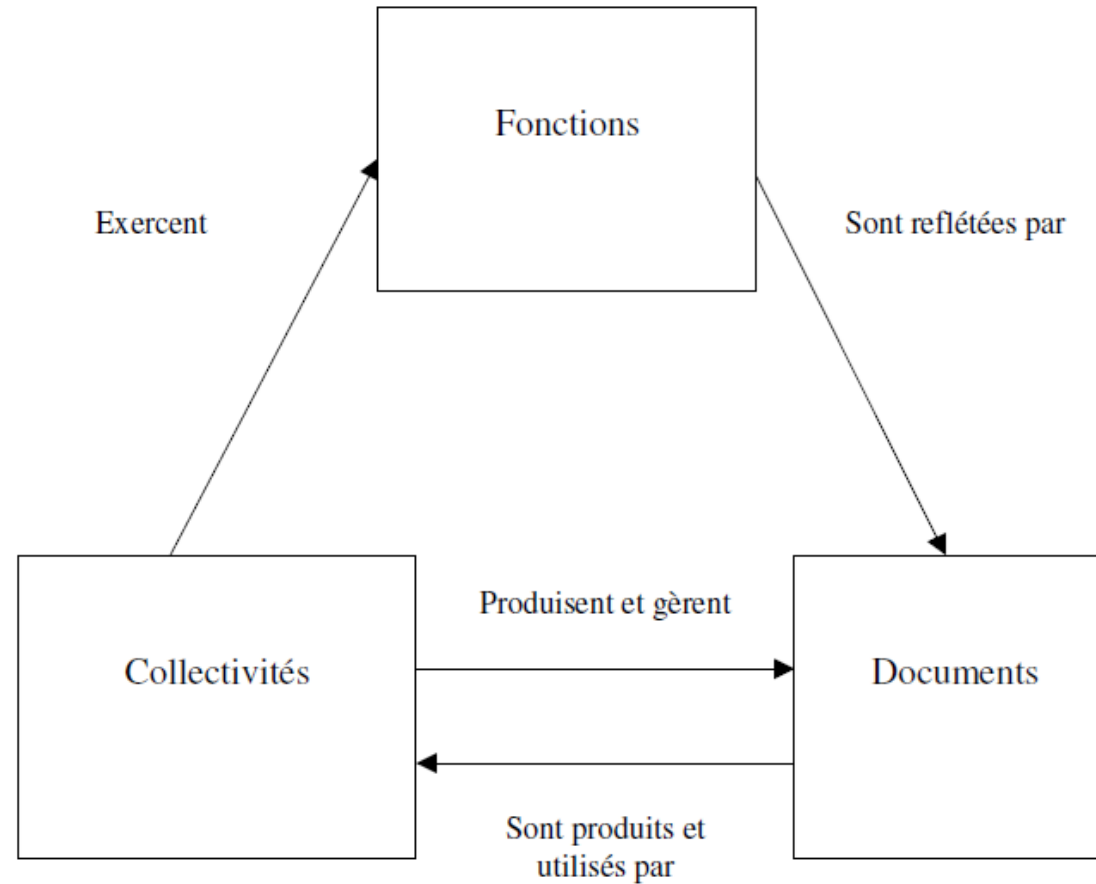 Fonctions
Exercent
Sont reflétées par
Produisent et gèrent
Collectivités
Documents
Sont produits et
utilisés par